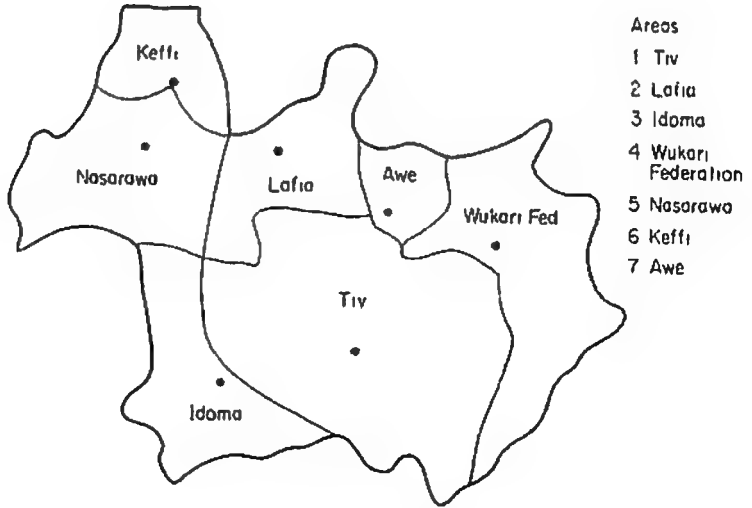 Keffi
Nasarawa
Lafia
Awe
Wukari Fed
Tiv
Idoma
Areas
1 Tiv
2 Lafia
3 Idoma
4 Wukari
Federation
5 Nasarawa
6 Keffi
7 Awe